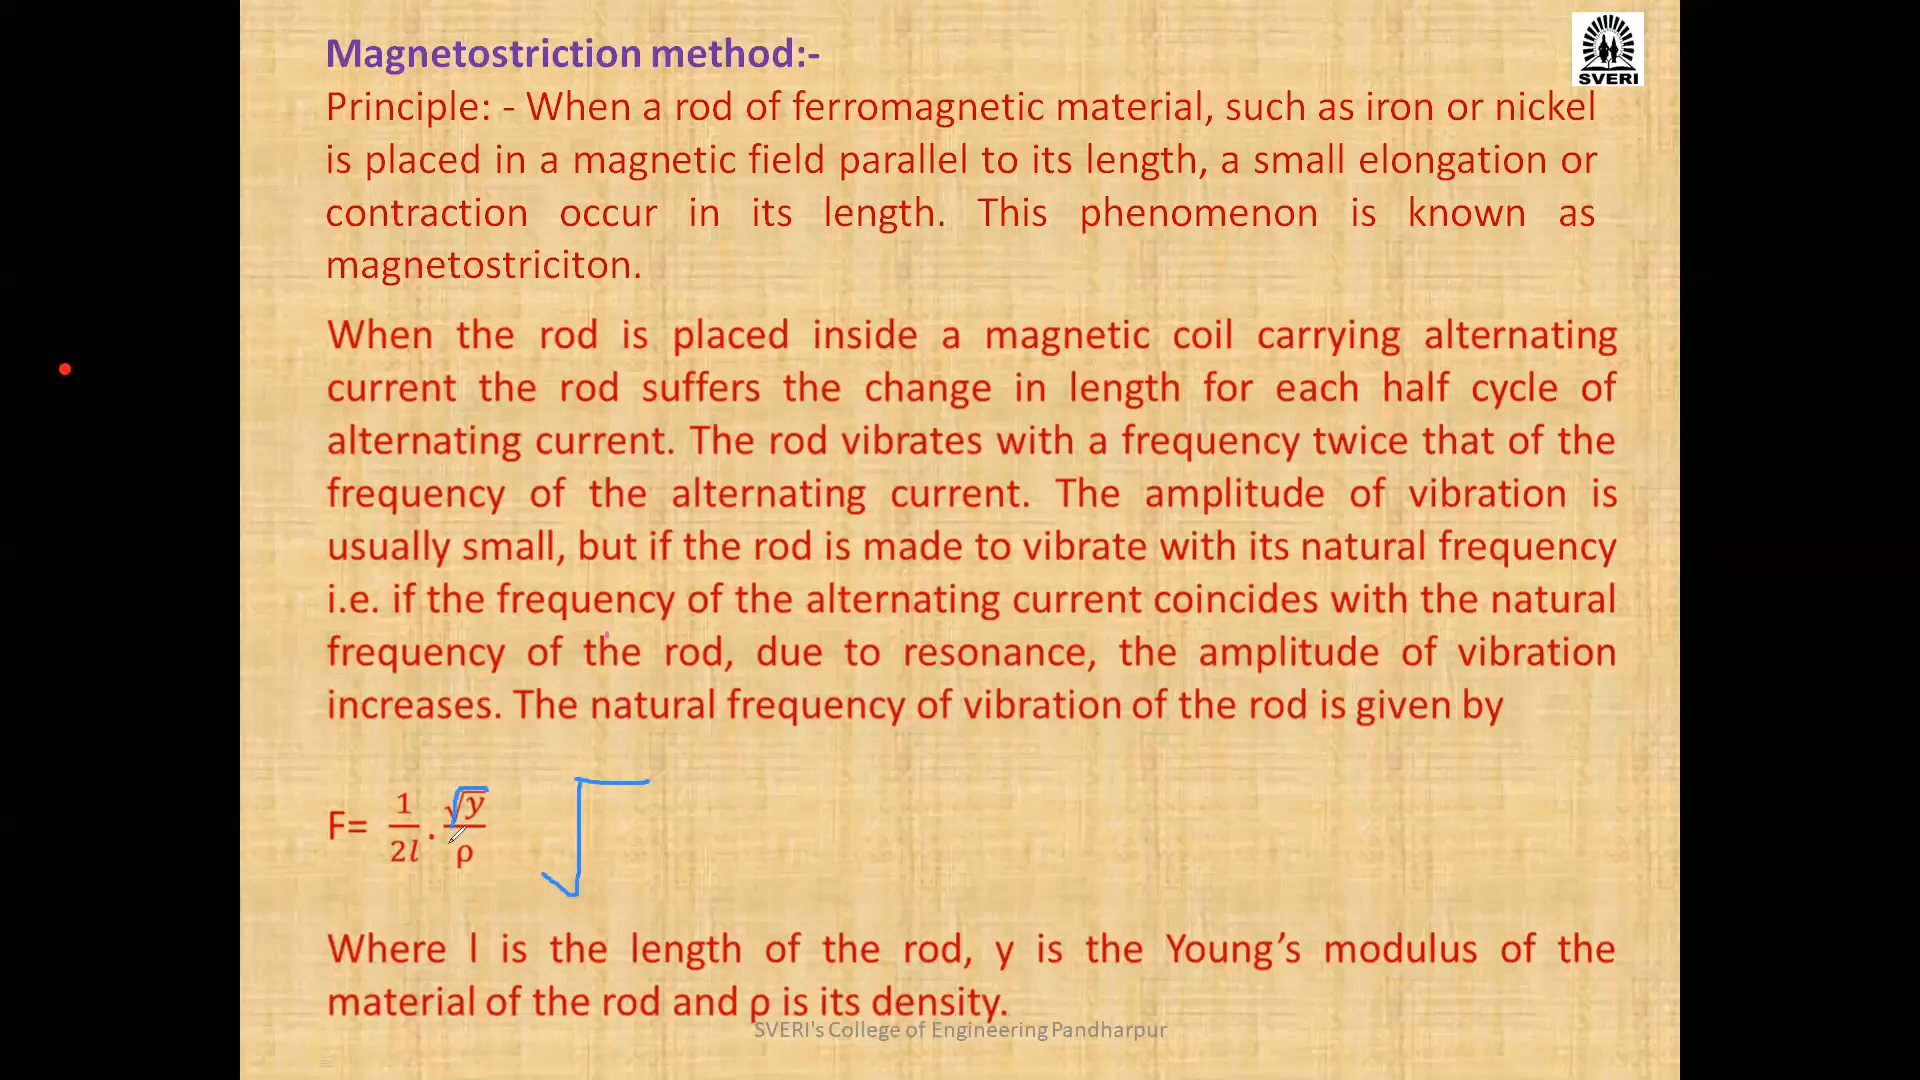 Magnetostriction method:-
SVERI
Principle: - When a rod of ferromagnetic material, such as iron or nickel
is placed in a magnetic field parallel to its length, a small elongation or
contraction occur in its length. This phenomenon is known as
magnetostriciton.
When the rod is placed inside a magnetic coil carrying alternating
current the rod suffers the change in length for each half cycle of
alternating current. The rod vibrates with a frequency twice that of the
frequency of the alternating current. The amplitude of vibration is
usually small, but if the rod is made to vibrate with its natural frequency
i.e. if the frequency of the alternating current coincides with the natural
frequency of the rod, due to resonance, the amplitude of vibration
increases. The natural frequency of vibration of the rod is given by
F= 1/2l . √y/ρ √
Where l is the length of the rod, y is the Young’s modulus of the
material of the rod and ρ is its density.
SVERI's College of Engineering Pandharpur